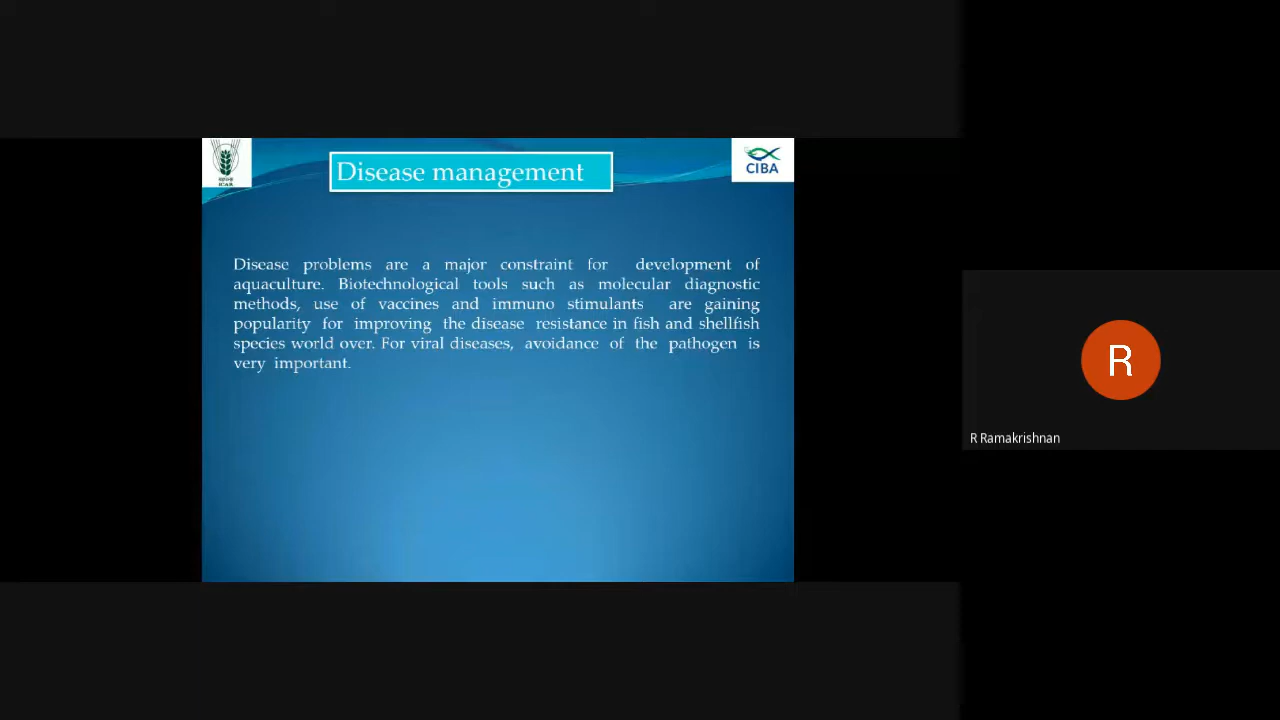 Disease management
CIBA
ICAR
Disease problems are a major constraint for development of
aquaculture. Biotechnological tools such as molecular diagnostic
methods, use of vaccines and immuno stimulants are gaining
popularity for improving the disease resistance in fish and shellfish
species world over. For viral diseases, avoidance of the pathogen is
very important.
R
R Ramakrishnan